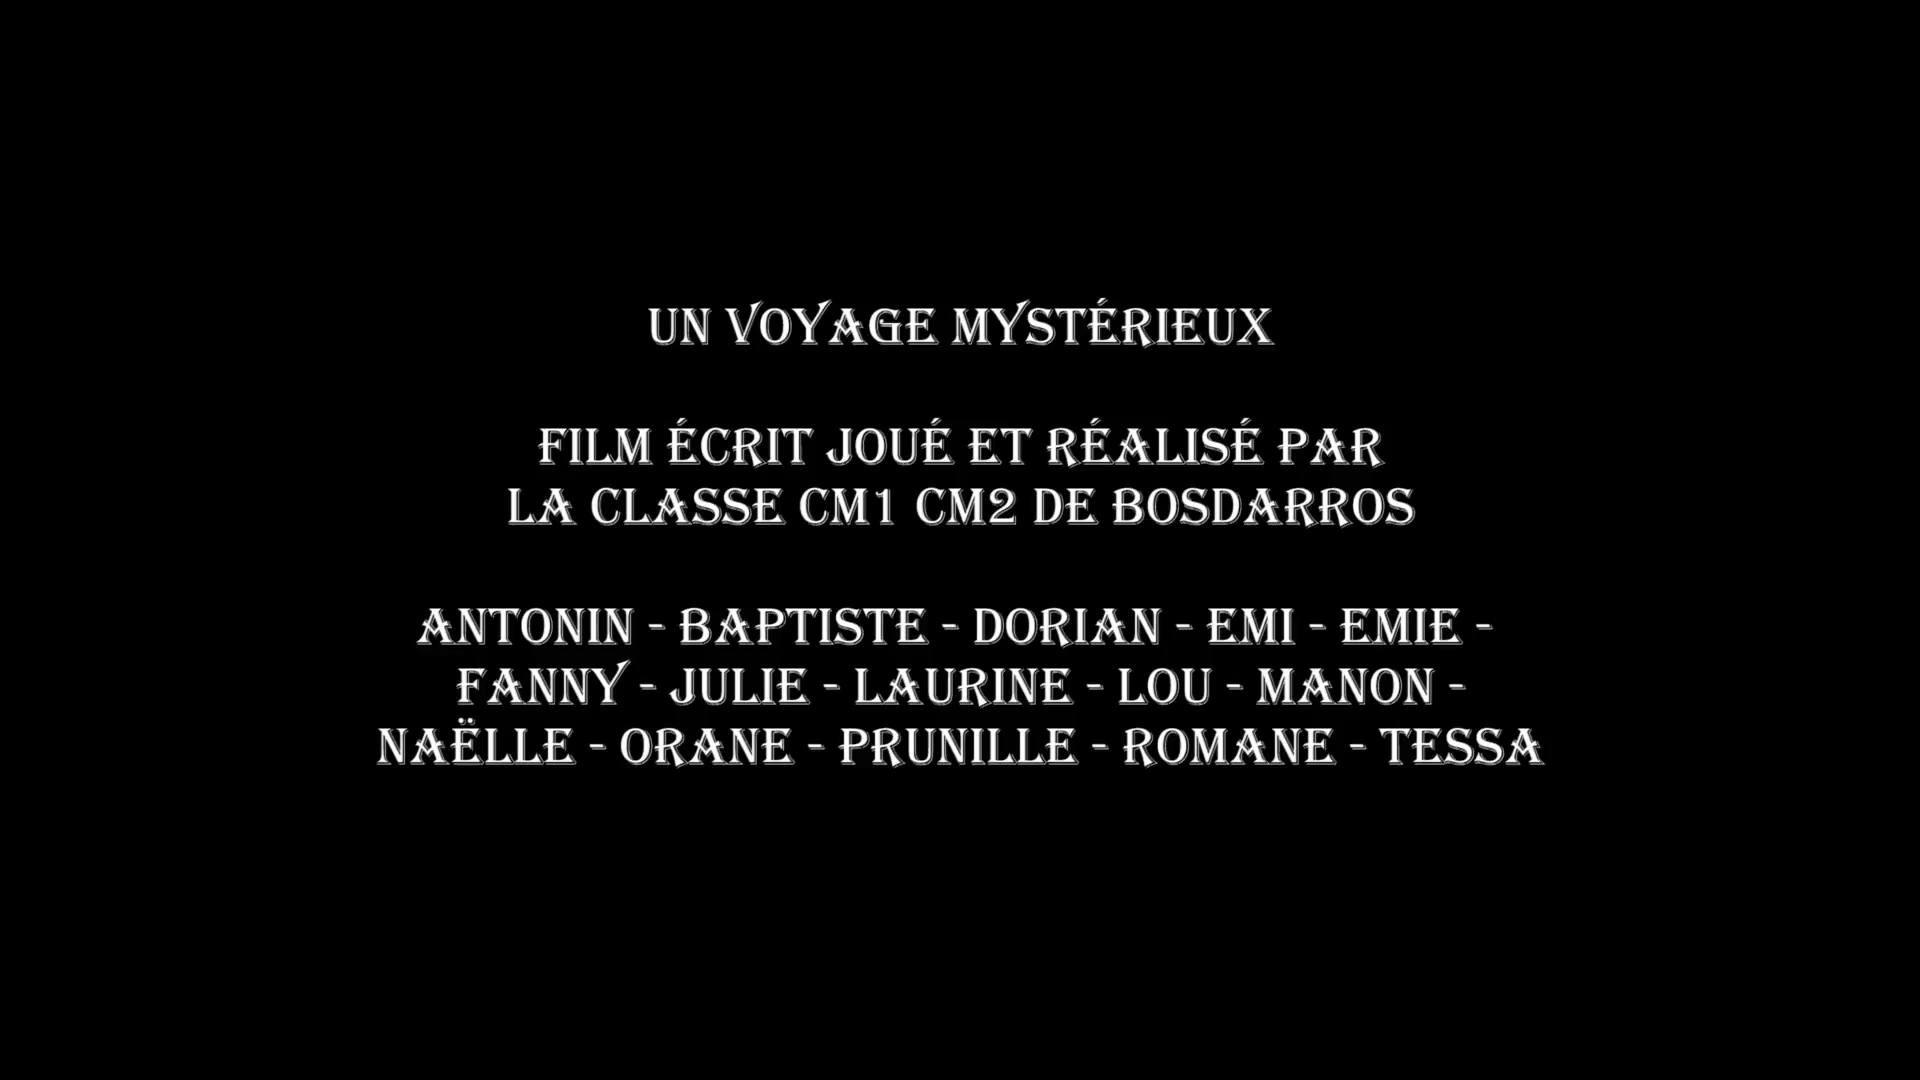 UN VOYAGE MYSTÉRIEUX
FILM ÉCRIT JOUÉ ET RÉALISÉ PAR
LA CLASSE CM1 CM2 DE BOSDARROS
ANTONIN - BAPTISTE - DORIAN - EMI - EMIE -
FANNY - JULIE - LAURINE - LOU - MANON -
NAËLLE - ORANE - PRUNILLE - ROMANE - TESSA